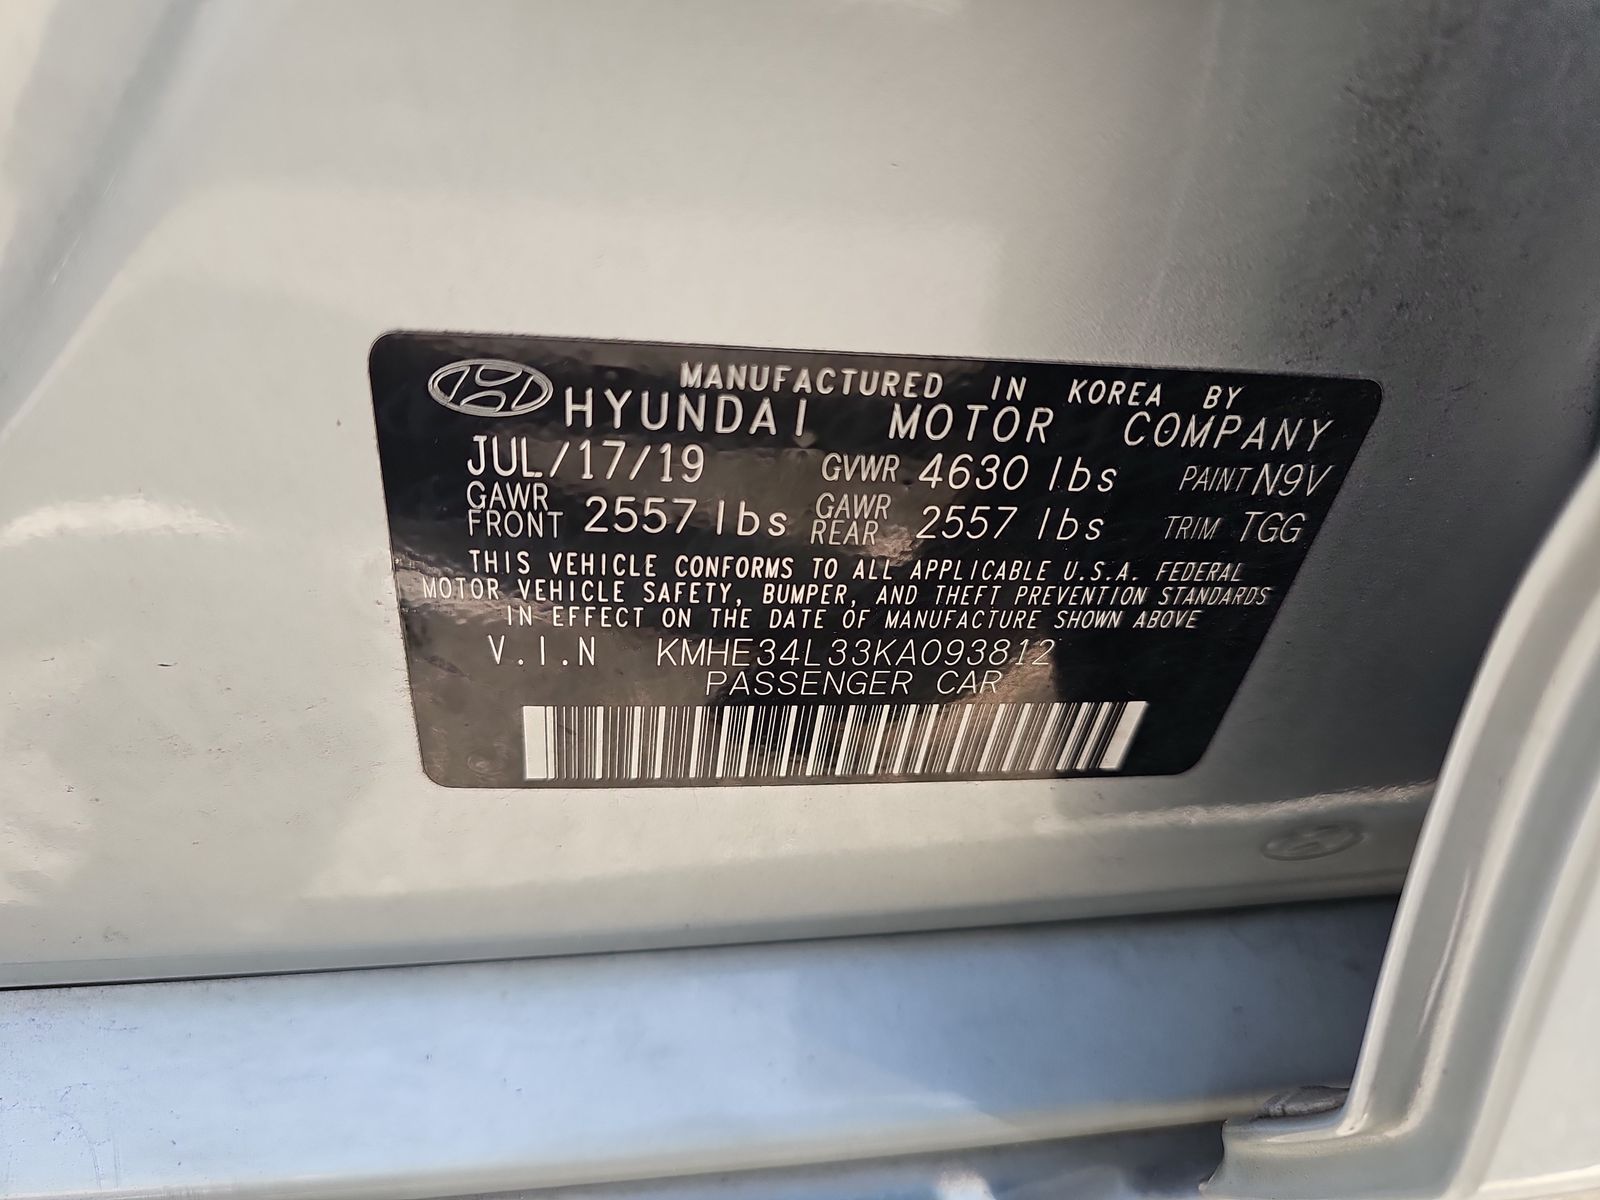 MANUFACTURED IN KOREA BY
HYUNDAI MOTOR COMPANY
JUL/17/19 GVWR 4630 lbs PAINT N9V
GAWR FRONT 2557 lbs GAWR REAR 2557 lbs TRIM TGG
THIS VEHICLE CONFORMS TO ALL APPLICABLE U.S.A. FEDERAL
MOTOR VEHICLE SAFETY, BUMPER, AND THEFT PREVENTION STANDARDS
IN EFFECT ON THE DATE OF MANUFACTURE SHOWN ABOVE
V.I.N KMHE34L33KA093812
PASSENGER CAR